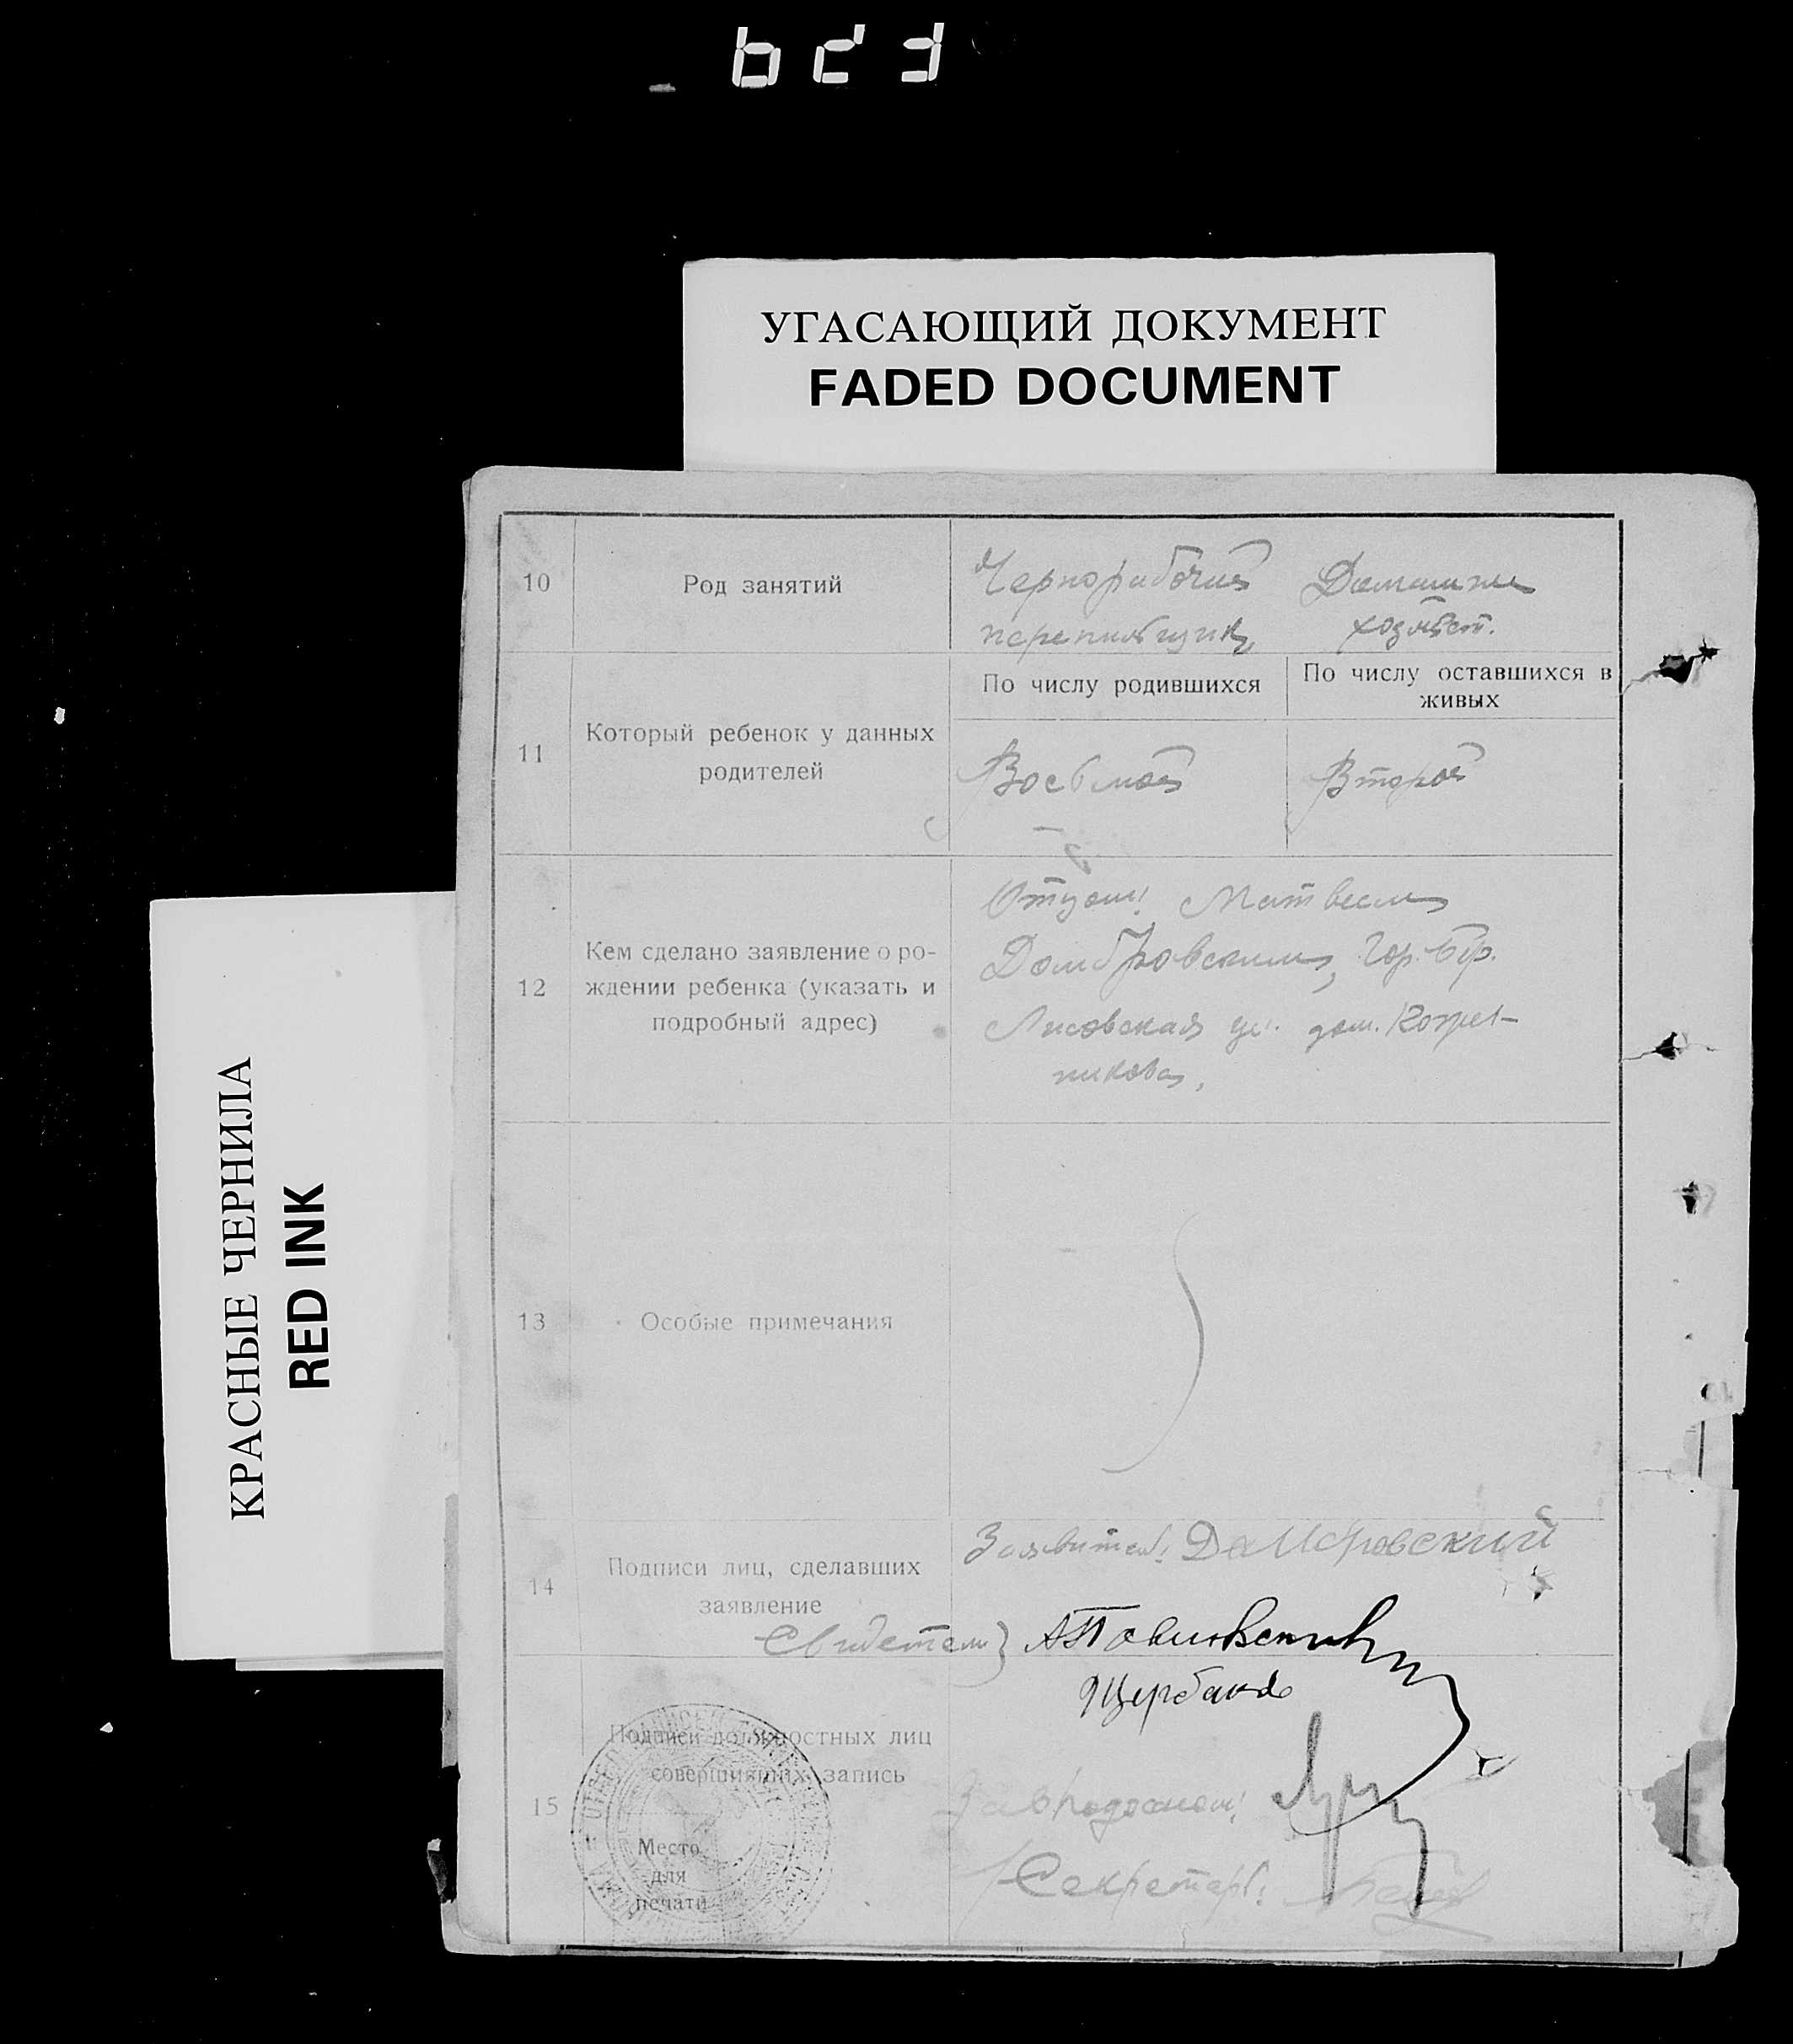 УГАСАЮЩИЙ ДОКУМЕНТ
FADED DOCUMENT
КРАСНЫЕ ЧЕРНИЛА
RED INK
10
Род занятий
Чернорабочий
Домашнее
хозяйст.
11
Который ребенок у данных
родителей
По числу родившихся
По числу оставшихся в
живых
Восьмой
Второй
12
Кем сделано заявление о ро-
ждении ребенка (указать и
подробный адрес)
Отцом: Матвеем
Домбровским, гор.
Лисовская ул. дом.
13
Особые примечания
14
Подписи лиц, сделавших
заявление
Заявитель: Домбровский
Свидетели
Щербаков
15
Подписи должностных лиц
совершивших запись
Место
для
печати
Секретарь: